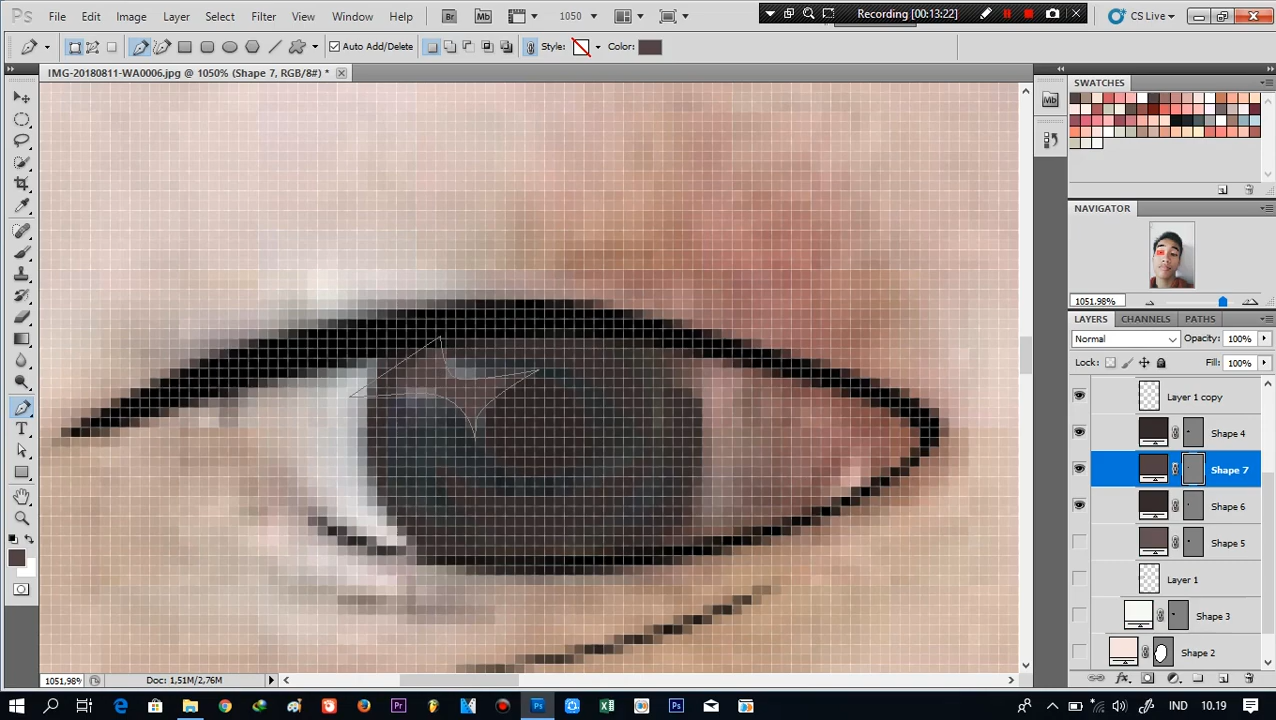 Ps File Edit Image Layer Select Filter View Window Help Br Mb 1050 Recording [00:13:22] CS Live
Auto Add/Delete Style: Color:
IMG-20180811-WA0006.jpg @ 1050% (Shape 7, RGB/8#) *
SWATCHES
Mb
NAVIGATOR
1051.98%
LAYERS CHANNELS PATHS
Normal Opacity: 100%
Lock: Fill: 100%
Layer 1 copy
Shape 4
Shape 7
Shape 6
Shape 5
Layer 1
Shape 3
Shape 2
1051,98% Doc: 1,51M/2,76M
IND 10.19